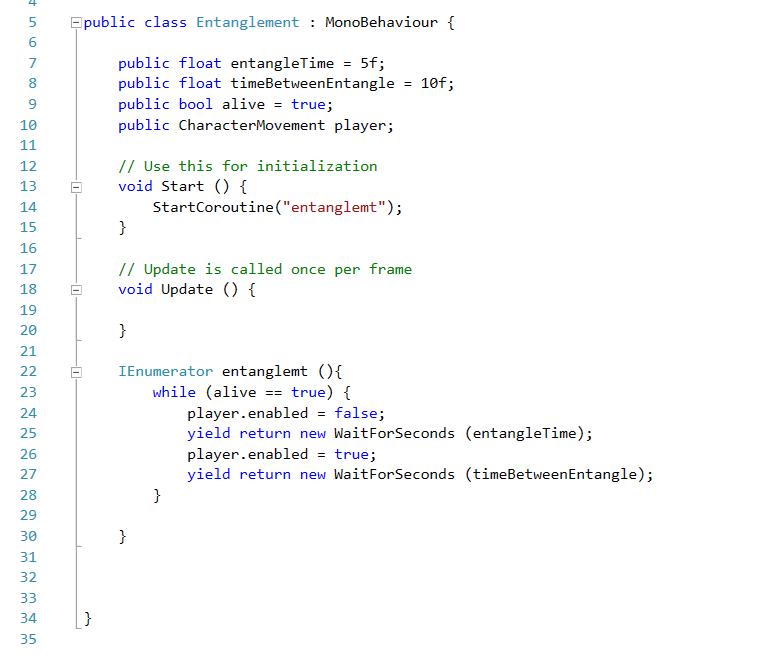 4
5 public class Entanglement : MonoBehaviour {
6
7 public float entangleTime = 5f;
8 public float timeBetweenEntangle = 10f;
9 public bool alive = true;
10 public CharacterMovement player;
11
12 // Use this for initialization
13 void Start () {
14 StartCoroutine("entanglemt");
15 }
16
17 // Update is called once per frame
18 void Update () {
19
20 }
21
22 IEnumerator entanglemt (){
23 while (alive == true) {
24 player.enabled = false;
25 yield return new WaitForSeconds (entangleTime);
26 player.enabled = true;
27 yield return new WaitForSeconds (timeBetweenEntangle);
28 }
29
30 }
31
32
33
34 }
35